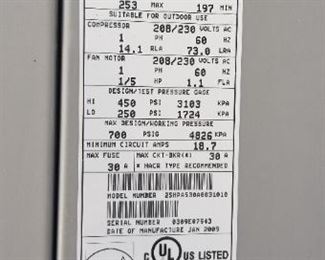 253 MAX 197 MIN
SUITABLE FOR OUTDOOR USE
COMPRESSOR 208/230 VOLTS AC
1 PH 60 HZ
14.1 RLA 73.0 LRA
FAN MOTOR 208/230 VOLTS AC
1 PH 60 HZ
1/5 HP 1.1 FLA
DESIGN/TEST PRESSURE GAGE
HI 450 PSI 3103 KPA
LO 250 PSI 1724 KPA
MAX DESIGN/WORKING PRESSURE
700 PSIG 4826 KPA
MINIMUM CIRCUIT AMPS 18.7
MAX FUSE MAX CKT-BKR(*) 30 A
30 A * HACR TYPE RECOMMENDED
MODEL NUMBER 25HPA530A0031010
SERIAL NUMBER 0309E07543
DATE OF MANUFACTURE JAN 2009
C UL US LISTED